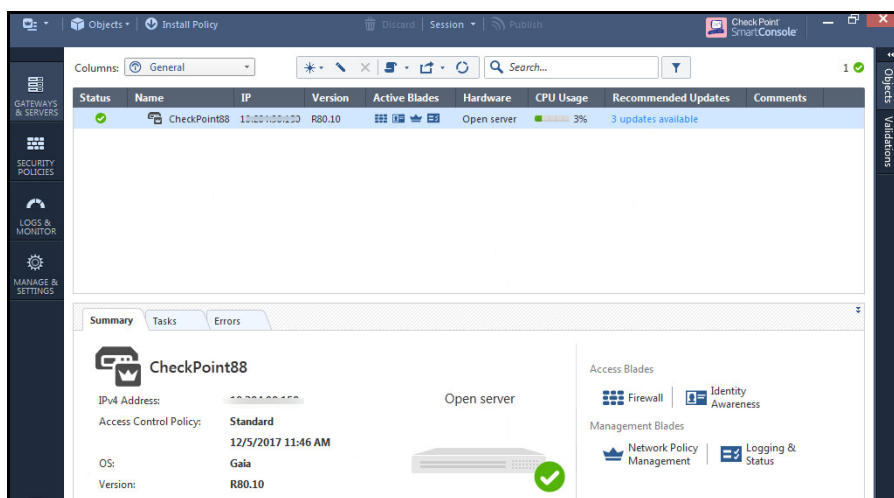 Objects Install Policy Discard Session Publish Check Point
SmartConsole
Columns: General Search... 1
Status Name IP Version Active Blades Hardware CPU Usage Recommended Updates Comments
CheckPoint88 R80.10 Open server 3% 3 updates available
GATEWAYS
& SERVERS
SECURITY
POLICIES
LOGS &
MONITOR
MANAGE &
SETTINGS
Objects
Validations
Summary Tasks Errors
CheckPoint88
IPv4 Address:
Access Control Policy: Standard
12/5/2017 11:46 AM
OS: Gaia
Version: R80.10
Open server
Access Blades
Firewall Identity
Awareness
Management Blades
Network Policy
Management
Logging &
Status